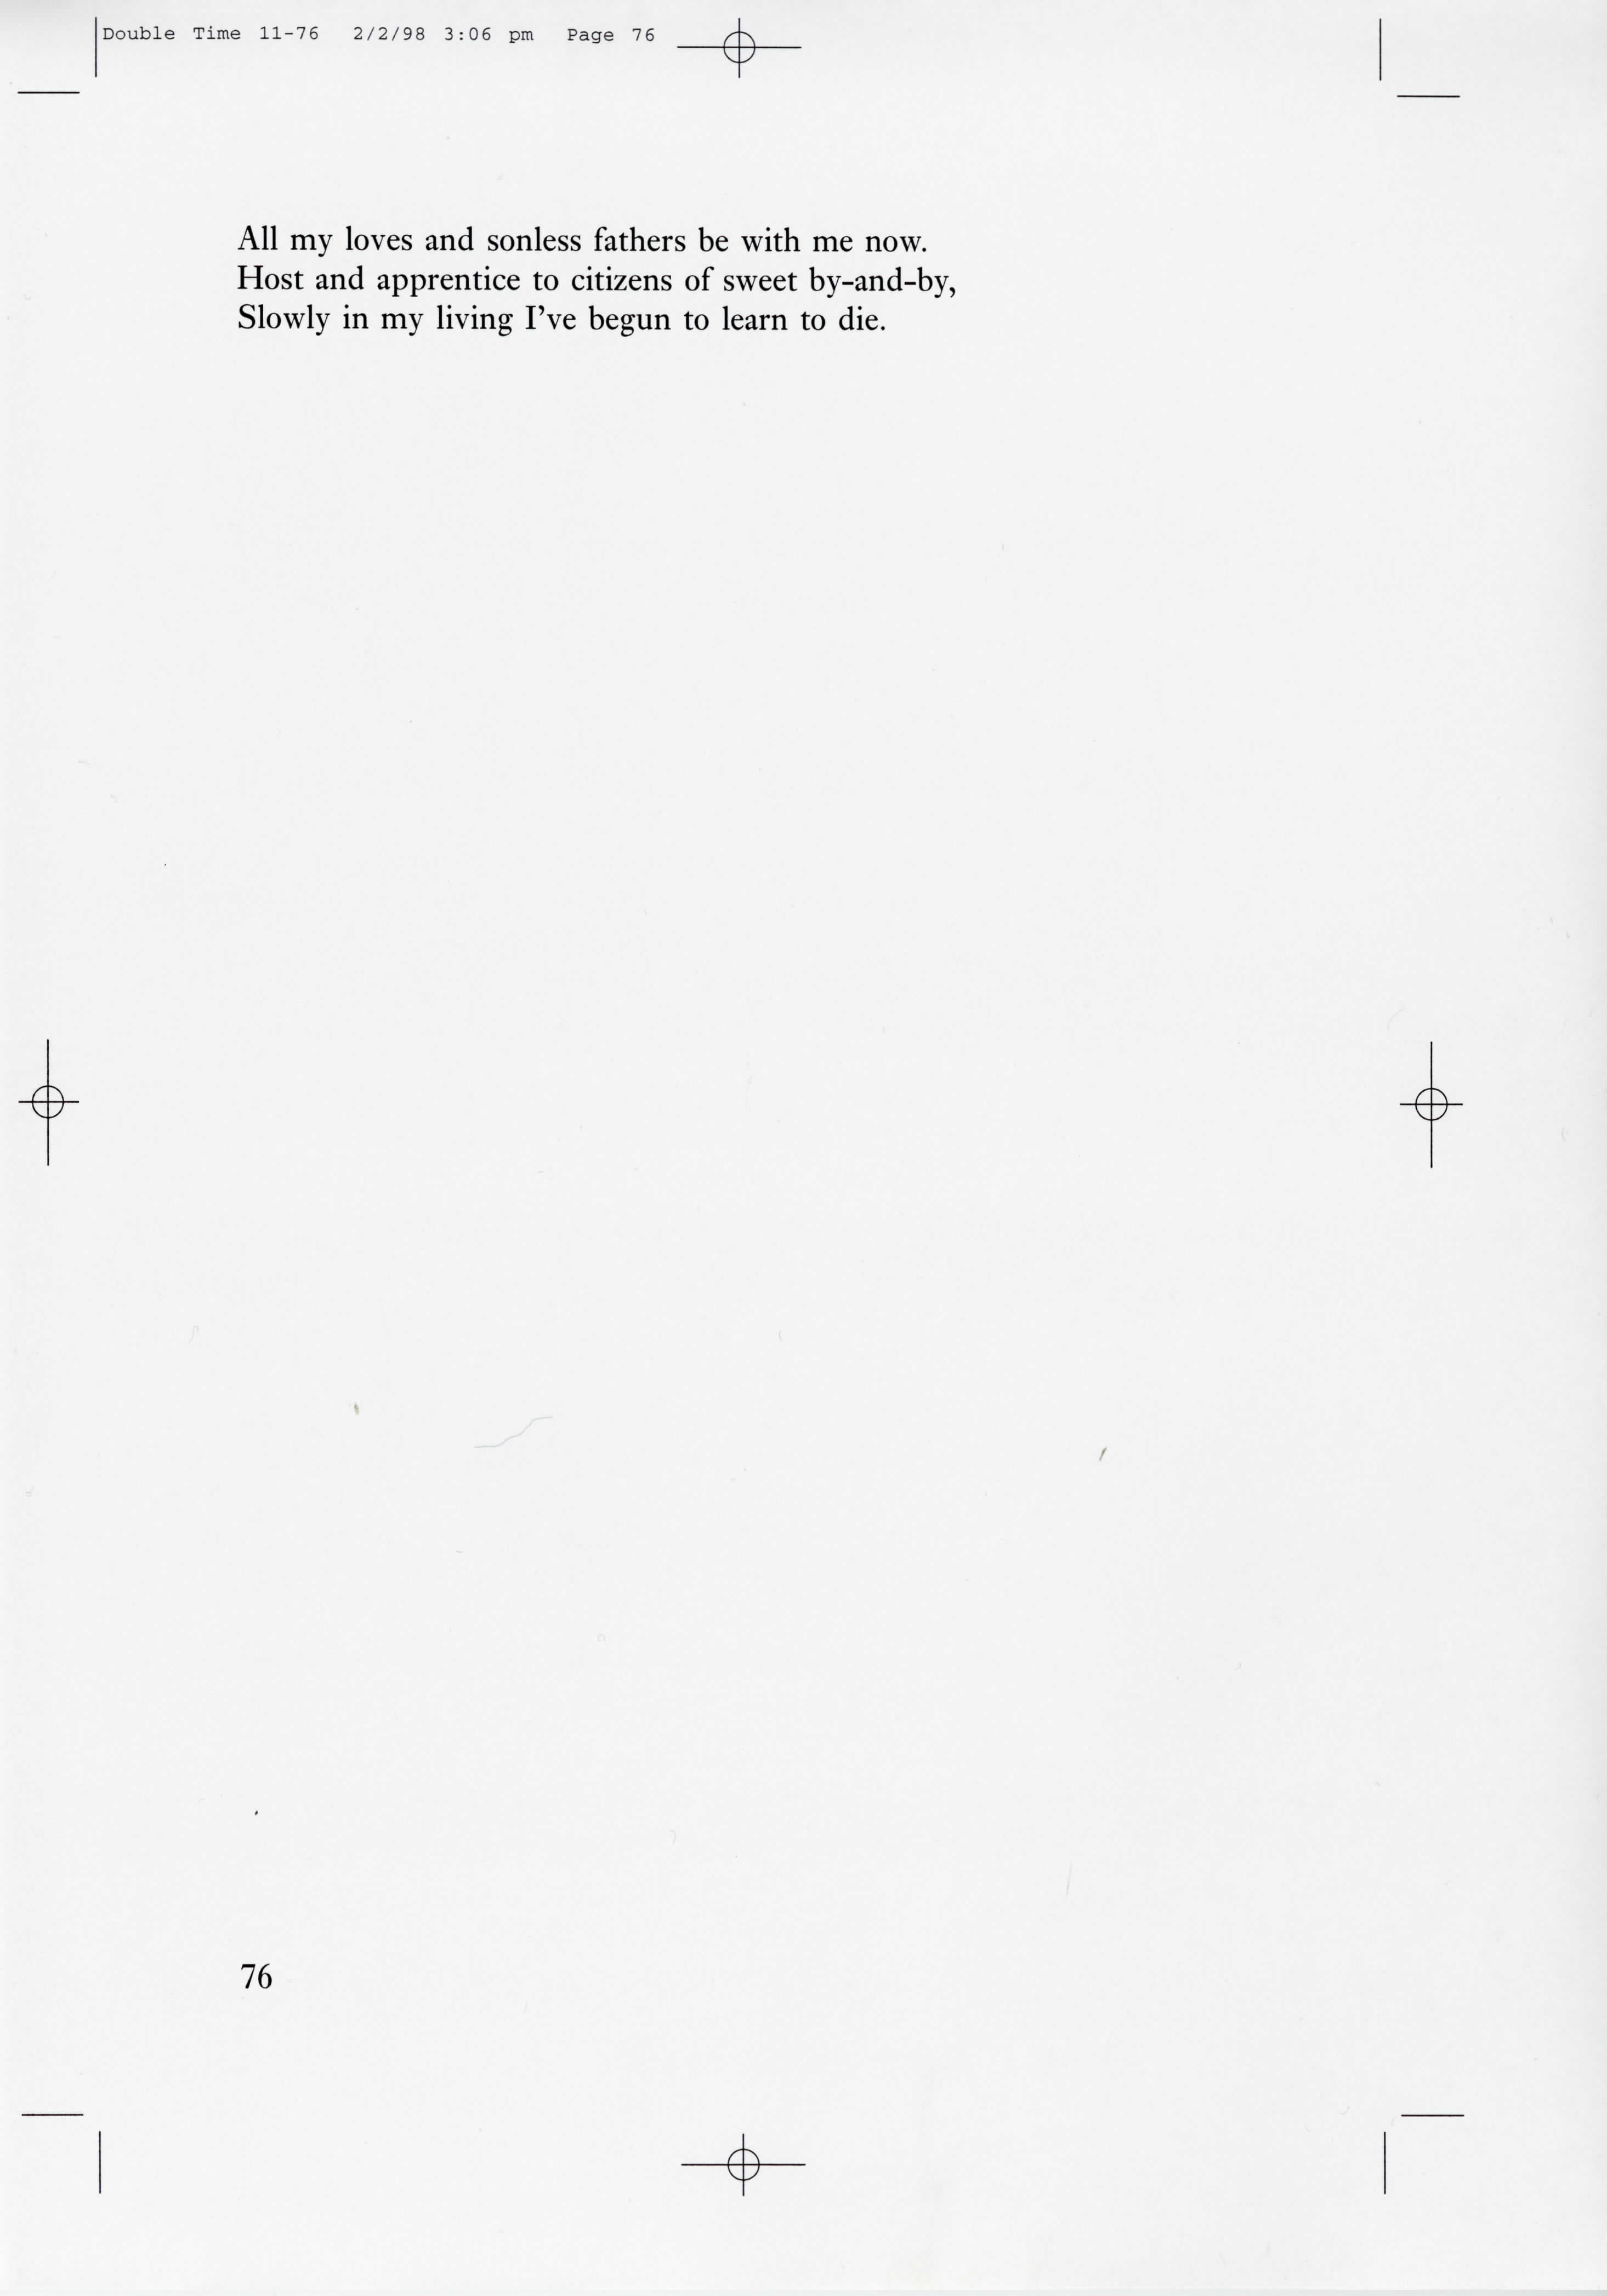 Double Time 11-76 2/2/98 3:06 pm Page 76
All my loves and sonless fathers be with me now.
Host and apprentice to citizens of sweet by-and-by,
Slowly in my living I’ve begun to learn to die.
76